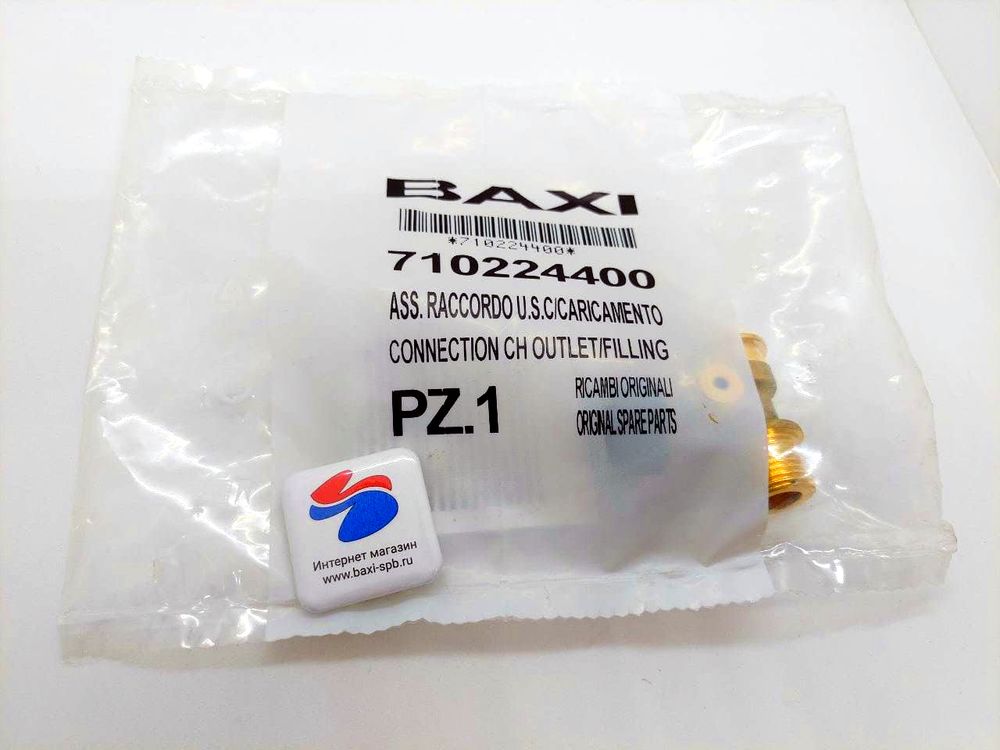 BAXI
*710224400*
710224400
ASS. RACCORDO U.S.C/CARICAMENTO
CONNECTION CH OUTLET/FILLING
PZ.1
RICAMBI ORIGINALI
ORIGINAL SPARE PARTS
Интернет магазин
www.baxi-spb.ru